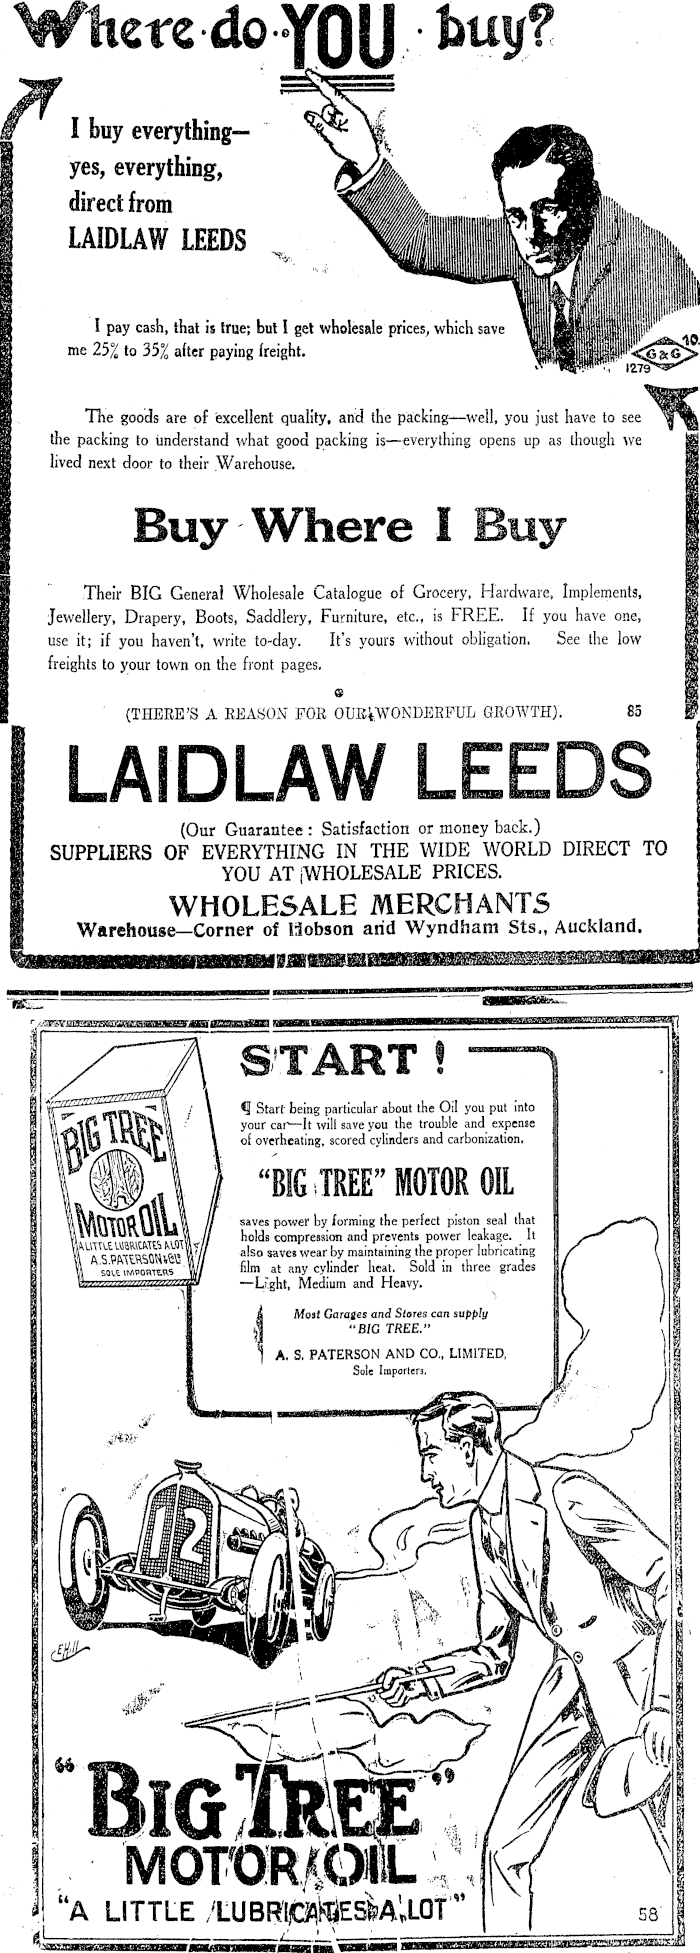 Where do YOU buy?
I buy everything—
yes, everything,
direct from
LAIDLAW LEEDS
I pay cash, that is true; but I get wholesale prices, which save
me 25% to 35% after paying freight.
10.
G & G
1279
The goods are of excellent quality, and the packing—well, you just have to see
the packing to understand what good packing is—everything opens up as though we
lived next door to their Warehouse.
Buy Where I Buy
Their BIG General Wholesale Catalogue of Grocery, Hardware, Implements,
Jewellery, Drapery, Boots, Saddlery, Furniture, etc., is FREE. If you have one,
use it; if you haven't, write to-day. It's yours without obligation. See the low
freights to your town on the front pages.
(THERE'S A REASON FOR OUR WONDERFUL GROWTH). 85
LAIDLAW LEEDS
(Our Guarantee : Satisfaction or money back.)
SUPPLIERS OF EVERYTHING IN THE WIDE WORLD DIRECT TO
YOU AT WHOLESALE PRICES.
WHOLESALE MERCHANTS
Warehouse—Corner of Hobson and Wyndham Sts., Auckland.
START !
¶ Start being particular about the Oil you put into
your car—It will save you the trouble and expense
of overheating, scored cylinders and carbonization.
"BIG TREE" MOTOR OIL
saves power by forming the perfect piston seal that
holds compression and prevents power leakage. It
also saves wear by maintaining the proper lubricating
film at any cylinder heat. Sold in three grades
—Light, Medium and Heavy.
Most Garages and Stores can supply
"BIG TREE."
A. S. PATERSON AND CO., LIMITED,
Sole Importers.
BIG TREE
MOTOR OIL
A LITTLE LUBRICATES A LOT
A.S. PATERSON & Co Ld
SOLE IMPORTERS
12
E.Hill
"BIG TREE"
MOTOR OIL
"A LITTLE LUBRICATES A LOT"
58